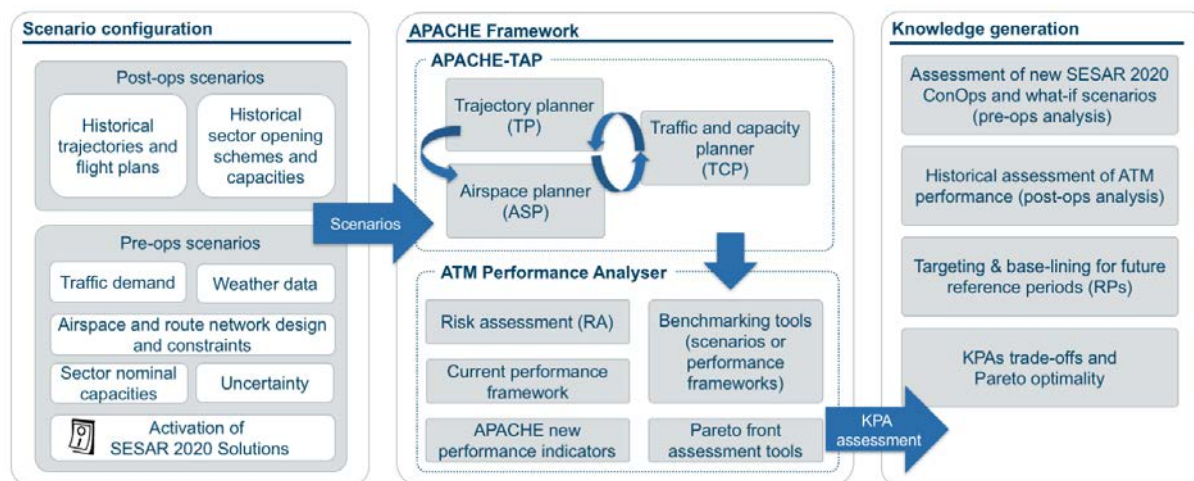 Scenario configuration
Post-ops scenarios
Historical
trajectories and
flight plans
Historical
sector opening
schemes and
capacities
Pre-ops scenarios
Traffic demand
Weather data
Airspace and route network design
and constraints
Sector nominal
capacities
Uncertainty
Activation of
SESAR 2020 Solutions
Scenarios
APACHE Framework
APACHE-TAP
Trajectory planner
(TP)
Traffic and capacity
planner
(TCP)
Airspace planner
(ASP)
ATM Performance Analyser
Risk assessment (RA)
Current performance
framework
APACHE new
performance indicators
Benchmarking tools
(scenarios or
performance
frameworks)
Pareto front
assessment tools
KPA
assessment
Knowledge generation
Assessment of new SESAR 2020
ConOps and what-if scenarios
(pre-ops analysis)
Historical assessment of ATM
performance (post-ops analysis)
Targeting & base-lining for future
reference periods (RPs)
KPAs trade-offs and
Pareto optimality